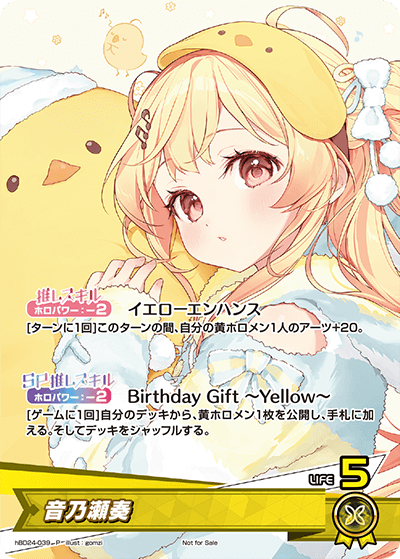 推しスキル
ホロパワー:-2
イエローエンハンス
[ターンに1回]このターンの間、自分の黄ホロメン1人のアーツ+20。
SP推しスキル
ホロパワー:-2
Birthday Gift ～Yellow～
[ゲームに1回]自分のデッキから、黄ホロメン1枚を公開し、手札に加
える。そしてデッキをシャッフルする。
LIFE 5
音乃瀬奏
hBD24-039 P illust:gomzi Not for Sale